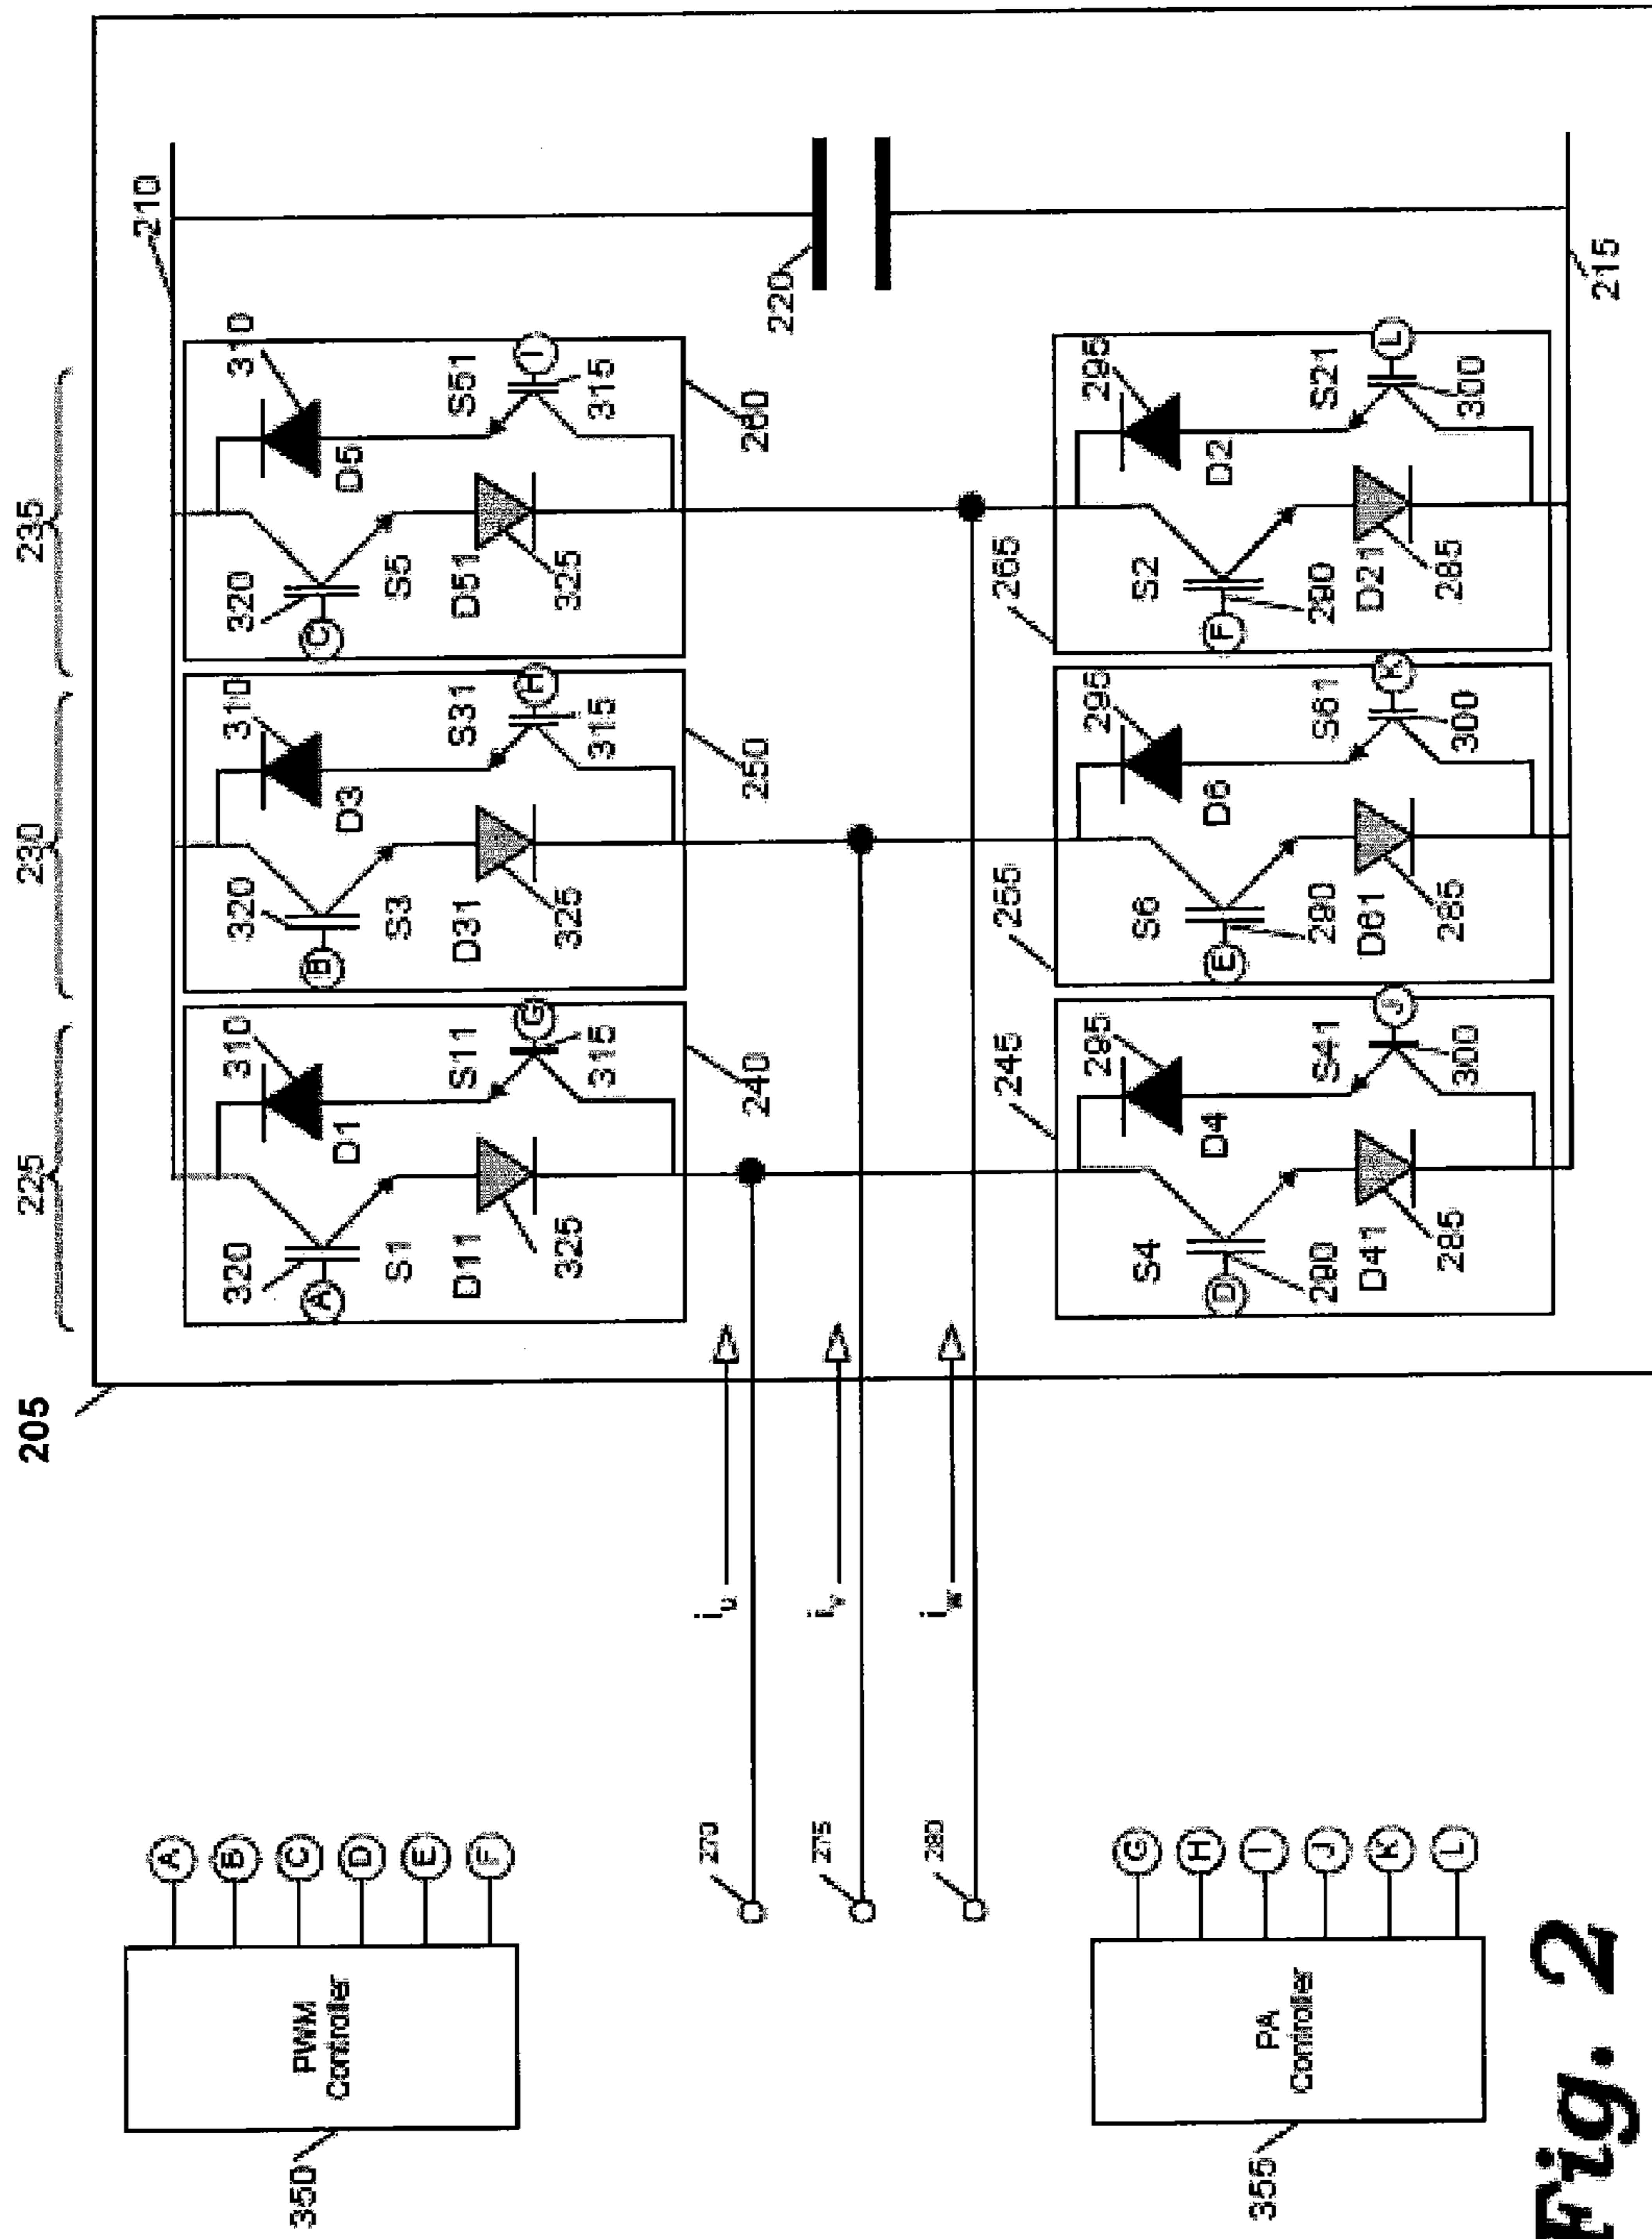 205
225
230
235
210
320
310
A
D1
S1
S11
G
D11
325
315
240
320
310
B
D3
S3
S31
H
D31
325
315
250
320
310
C
D5
S5
S51
I
D51
325
315
260
220
iu
iv
iw
245
295
S4
D4
D
290
S41
J
D41
285
300
255
295
S6
D6
E
290
S61
K
D61
285
300
265
295
S2
D2
F
290
S21
L
D21
285
300
215
350
PWM
Controller
A
B
C
D
E
F
270
275
280
355
PA
Controller
G
H
I
J
K
L
Fig. 2